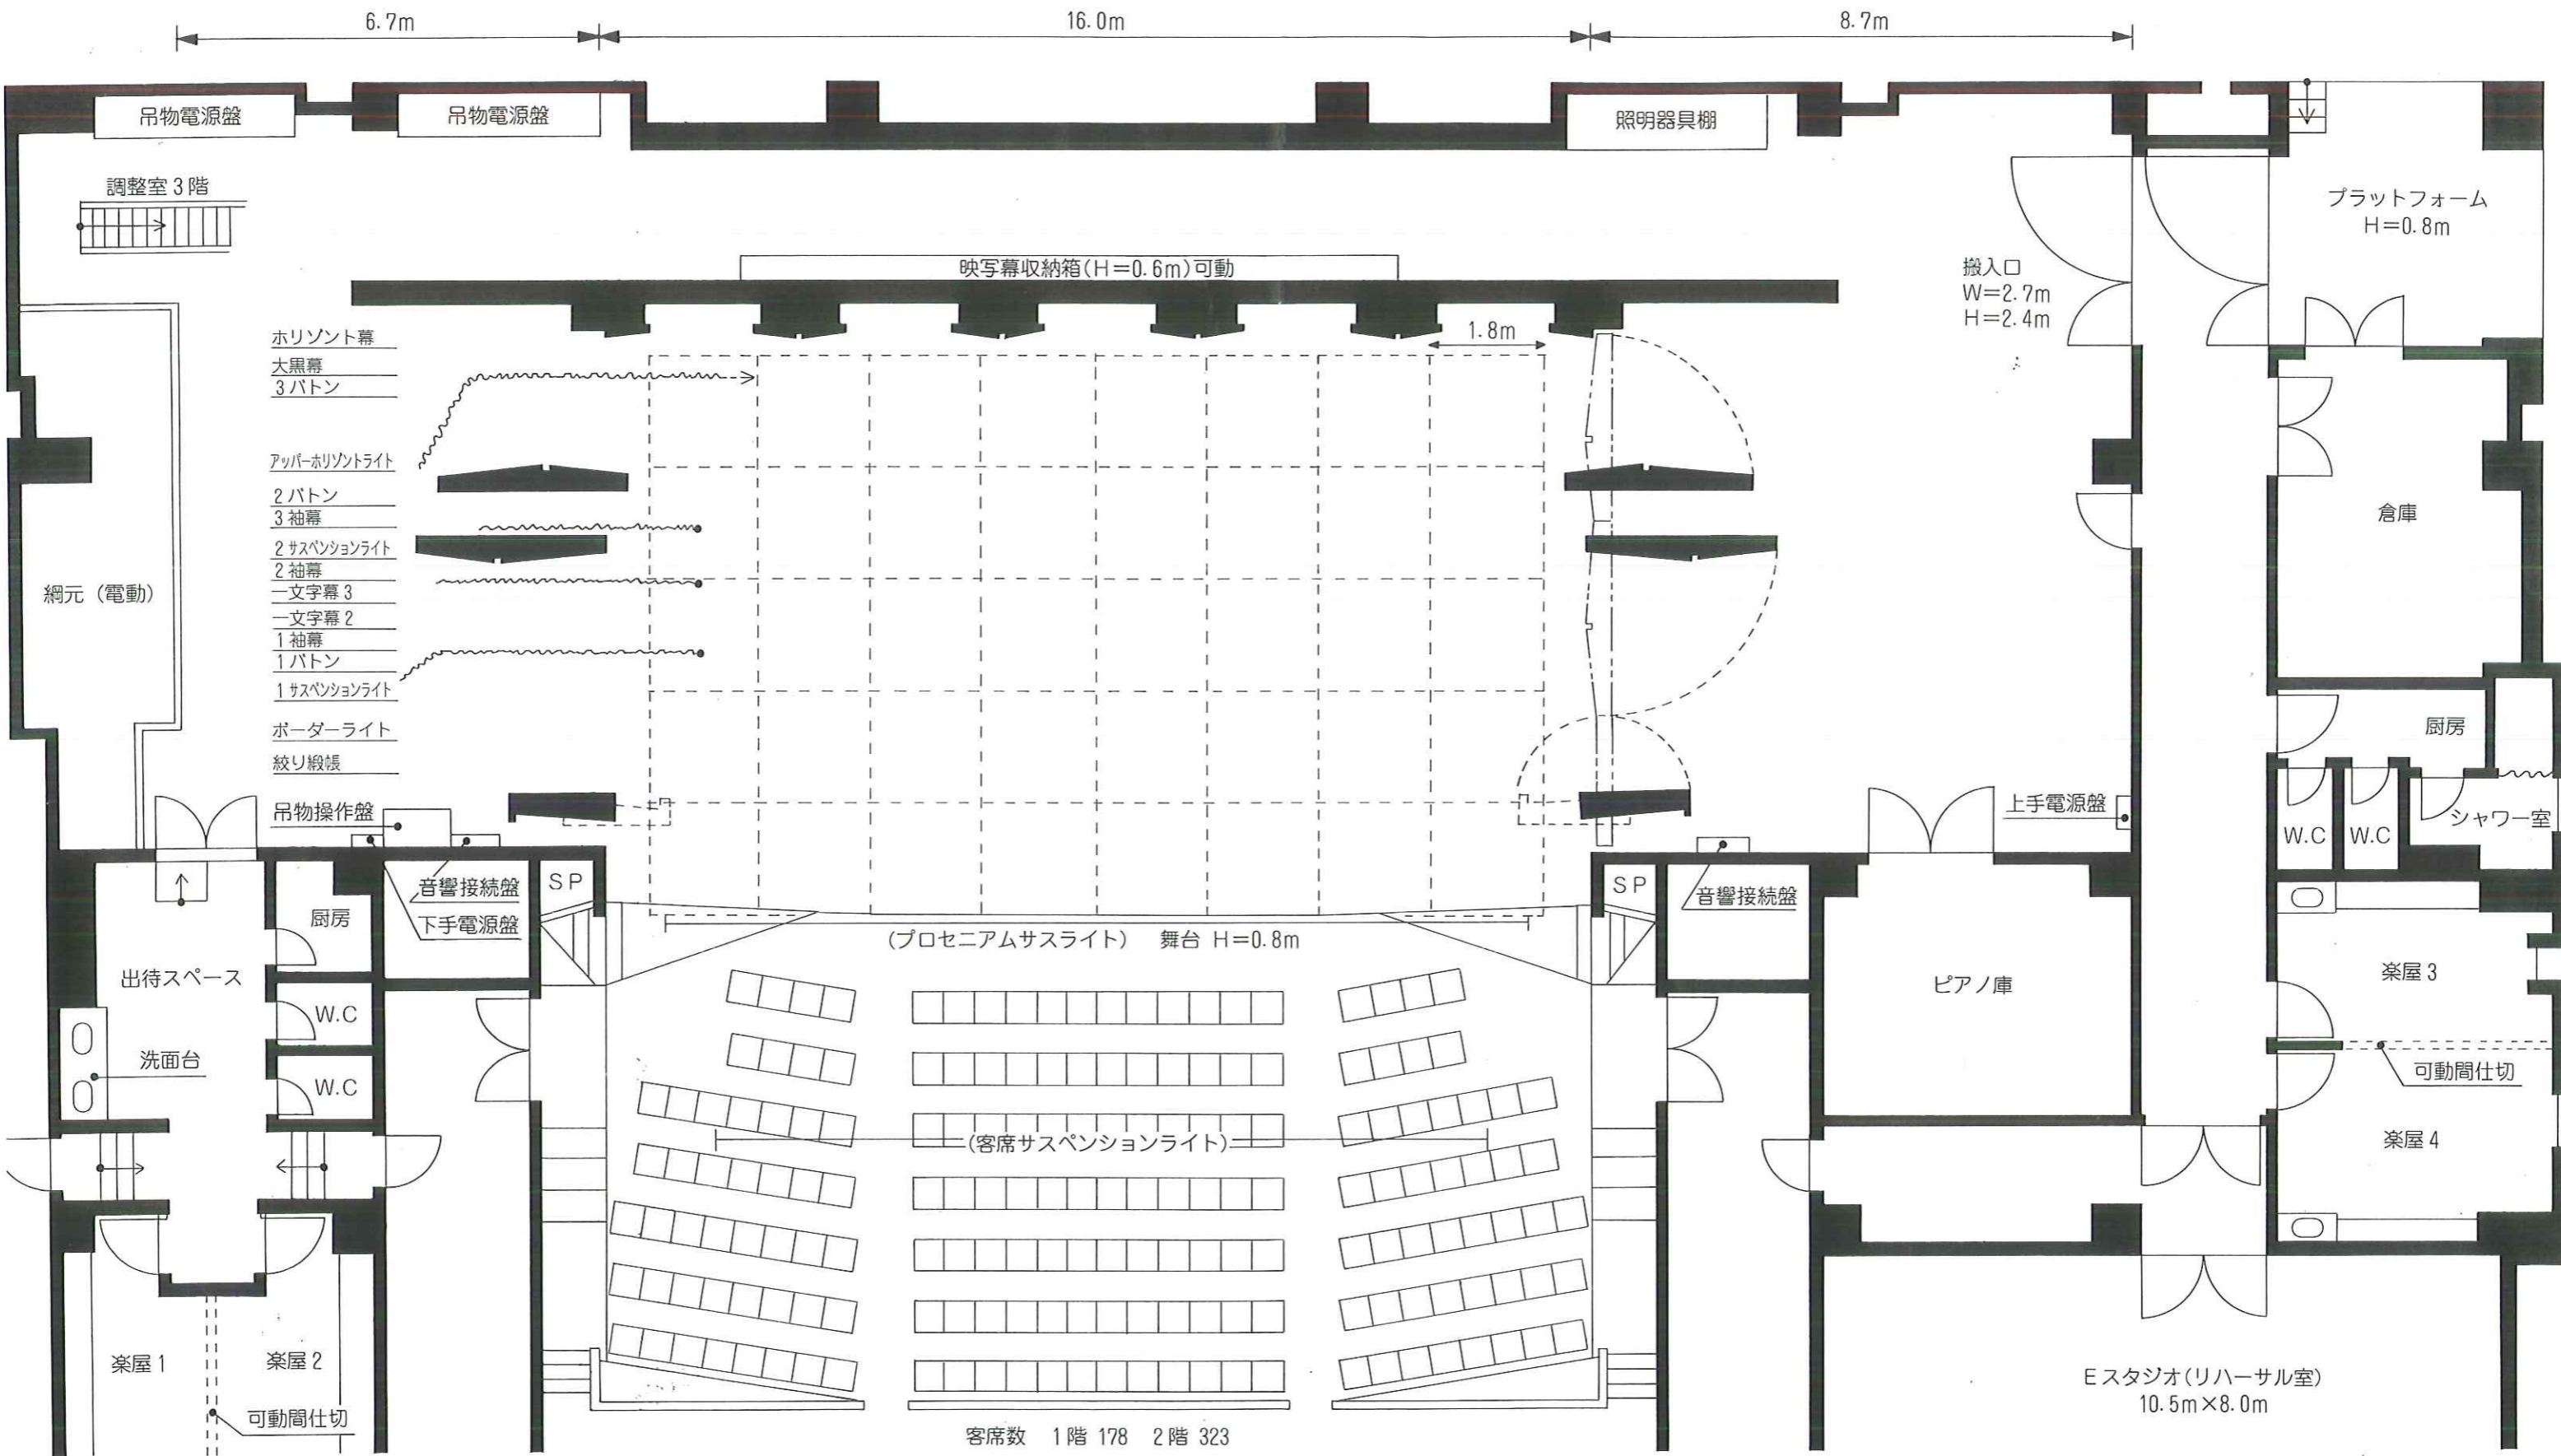 6.7m
16.0m
8.7m
吊物電源盤
吊物電源盤
照明器具棚
調整室3階
プラットフォーム
H=0.8m
映写幕収納箱(H=0.6m)可動
搬入口
W=2.7m
H=2.4m
1.8m
ホリゾント幕
大黒幕
3バトン
アッパーホリゾントライト
2バトン
3袖幕
2サスペンションライト
2袖幕
一文字幕3
一文字幕2
1袖幕
1バトン
1サスペンションライト
ボーダーライト
絞り緞帳
綱元(電動)
倉庫
厨房
吊物操作盤
上手電源盤
W.C
W.C
シャワー室
音響接続盤
下手電源盤
SP
SP
音響接続盤
厨房
(プロセニアムサスライト) 舞台 H=0.8m
出待スペース
W.C
洗面台
W.C
ピアノ庫
楽屋3
可動間仕切
楽屋4
(客席サスペンションライト)
楽屋1
楽屋2
可動間仕切
Eスタジオ(リハーサル室)
10.5m×8.0m
客席数 1階 178 2階 323